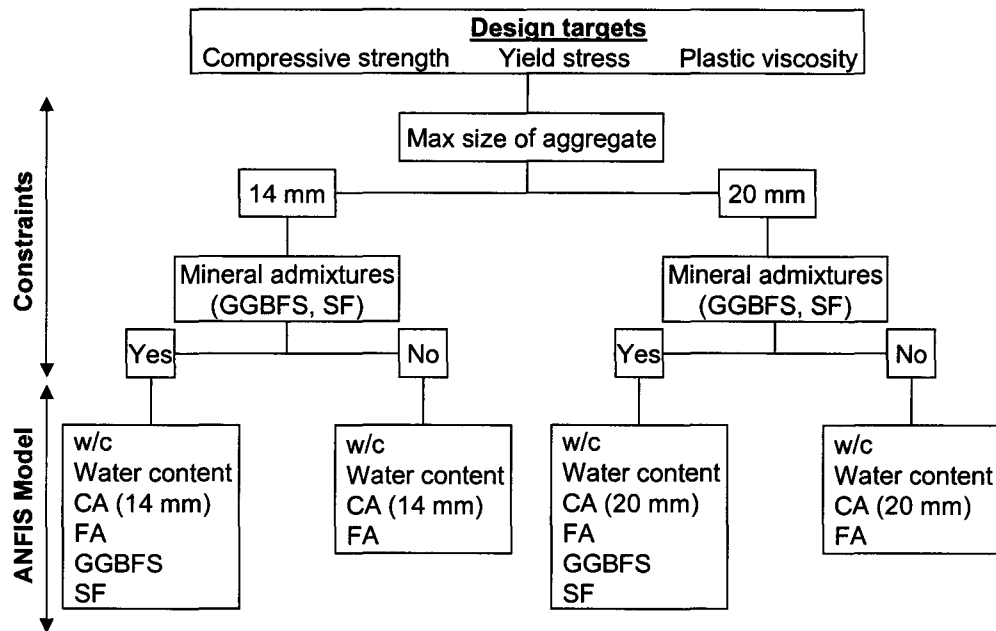 Design targets
Compressive strength Yield stress Plastic viscosity
Max size of aggregate
14 mm
20 mm
Mineral admixtures
(GGBFS, SF)
Mineral admixtures
(GGBFS, SF)
Yes
No
Yes
No
Constraints
w/c
Water content
CA (14 mm)
FA
GGBFS
SF
w/c
Water content
CA (14 mm)
FA
w/c
Water content
CA (20 mm)
FA
GGBFS
SF
w/c
Water content
CA (20 mm)
FA
ANFIS Model